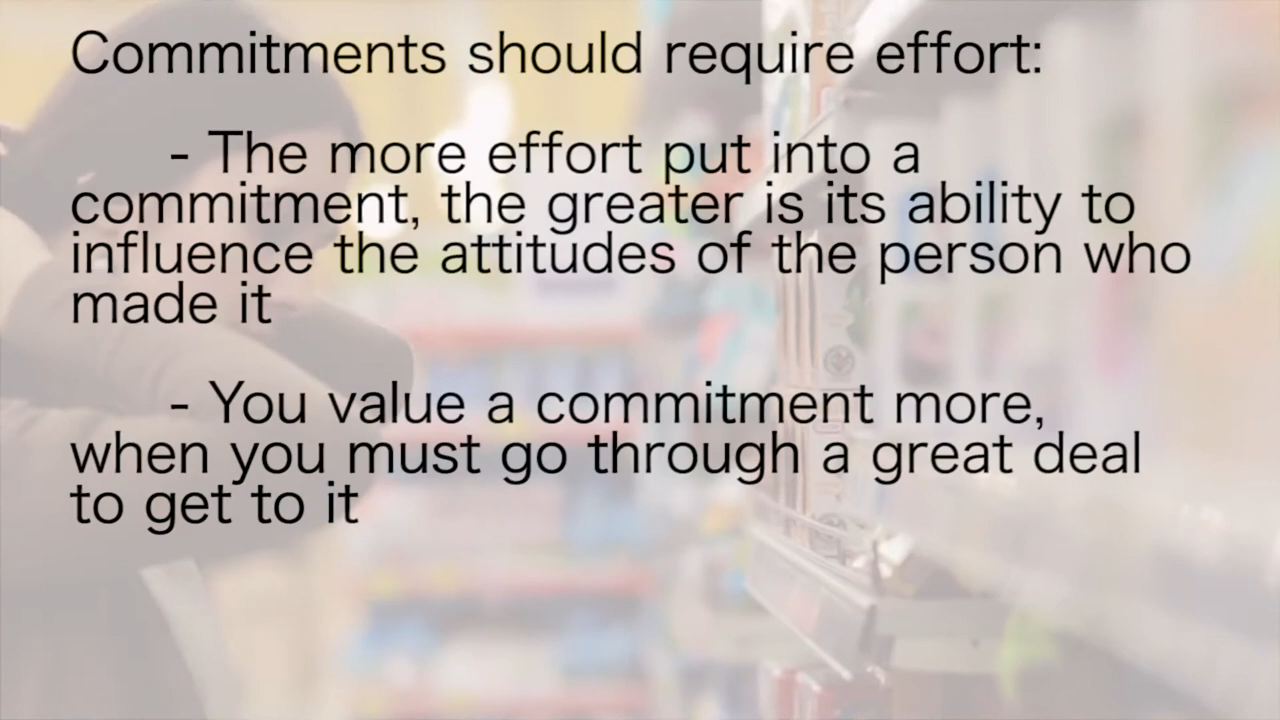 Commitments should require effort:
- The more effort put into a
commitment, the greater is its ability to
influence the attitudes of the person who
made it
- You value a commitment more,
when you must go through a great deal
to get to it